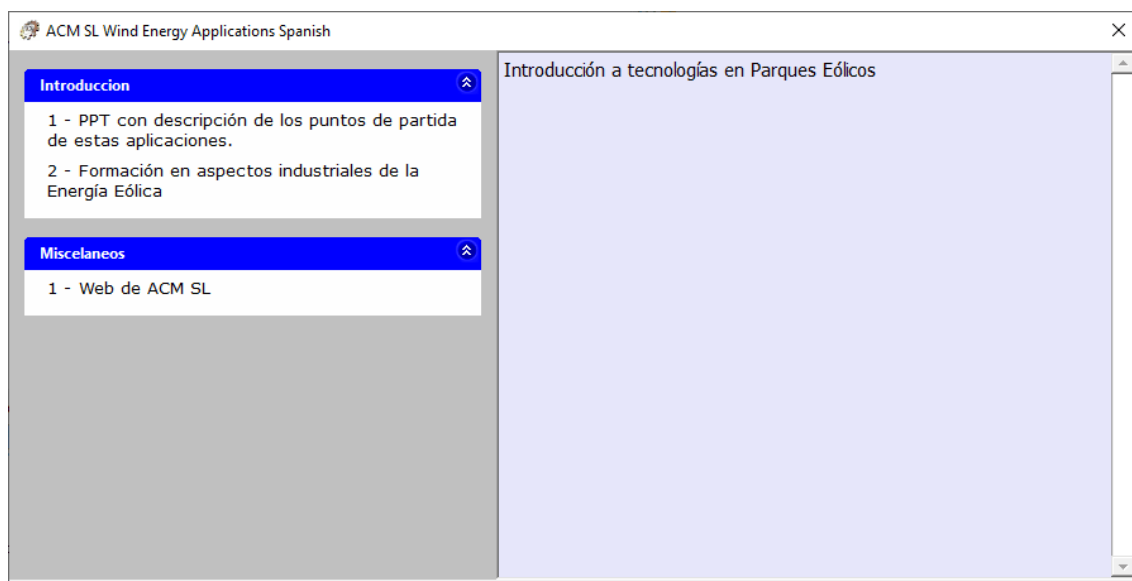 ACM SL Wind Energy Applications Spanish
Introduccion
1 - PPT con descripción de los puntos de partida
de estas aplicaciones.
2 - Formación en aspectos industriales de la
Energía Eólica
Miscelaneos
1 - Web de ACM SL
Introducción a tecnologías en Parques Eólicos